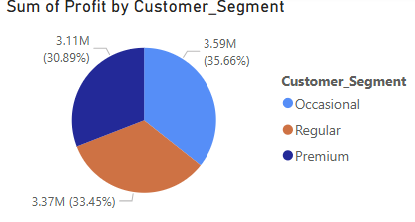 Sum of Profit by Customer_Segment
3.11M
(30.89%)
3.59M
(35.66%)
Customer_Segment
Occasional
Regular
Premium
3.37M (33.45%)